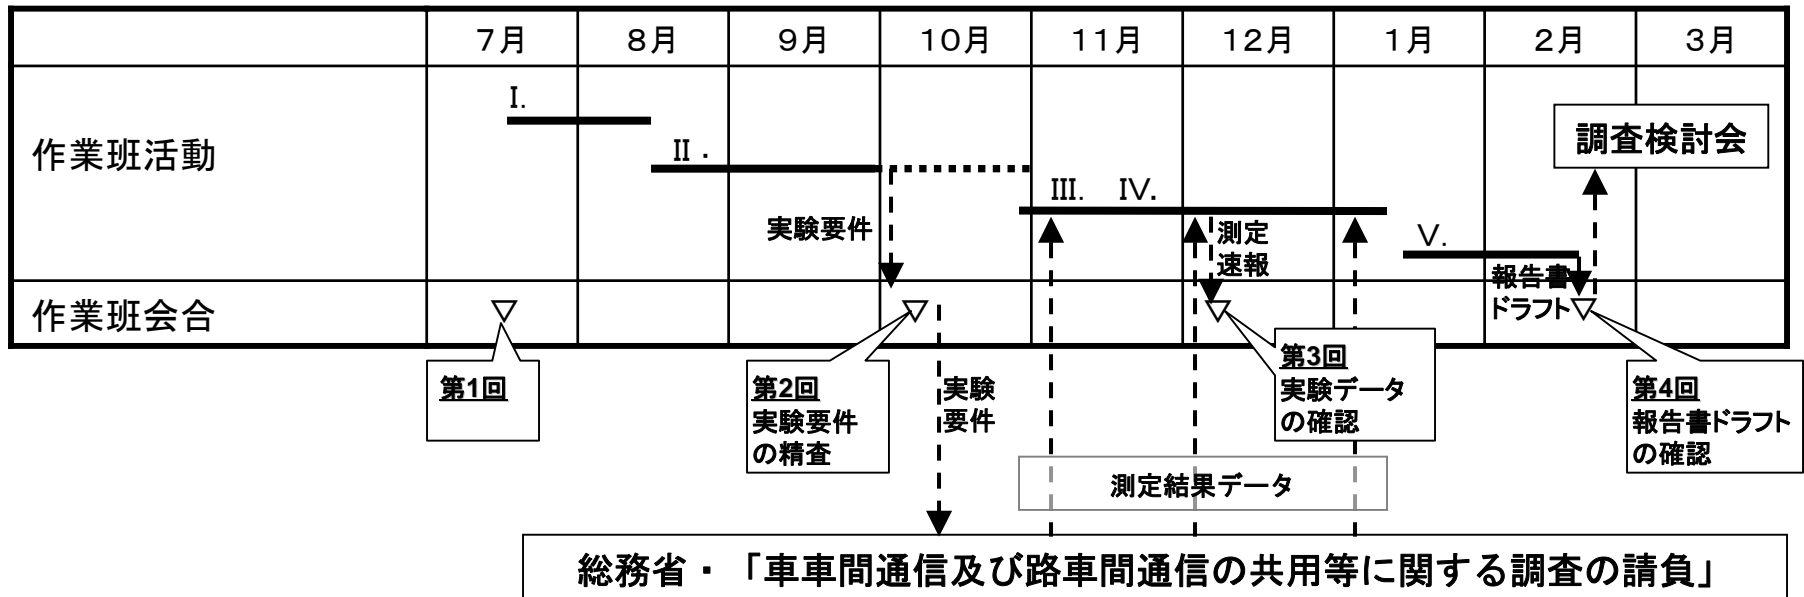 ７月 ８月 ９月 １０月 １１月 １２月 １月 ２月 ３月
作業班活動
Ⅰ.
Ⅱ．
Ⅲ. Ⅳ.
Ⅴ.
調査検討会
実験要件
測定
速報
報告書
ドラフト
作業班会合
▽ ▽ ▽ ▽
第1回
第2回
実験要件
の精査
実験
要件
第3回
実験データ
の確認
第4回
報告書ドラフト
の確認
測定結果データ
総務省・「車車間通信及び路車間通信の共用等に関する調査の請負」